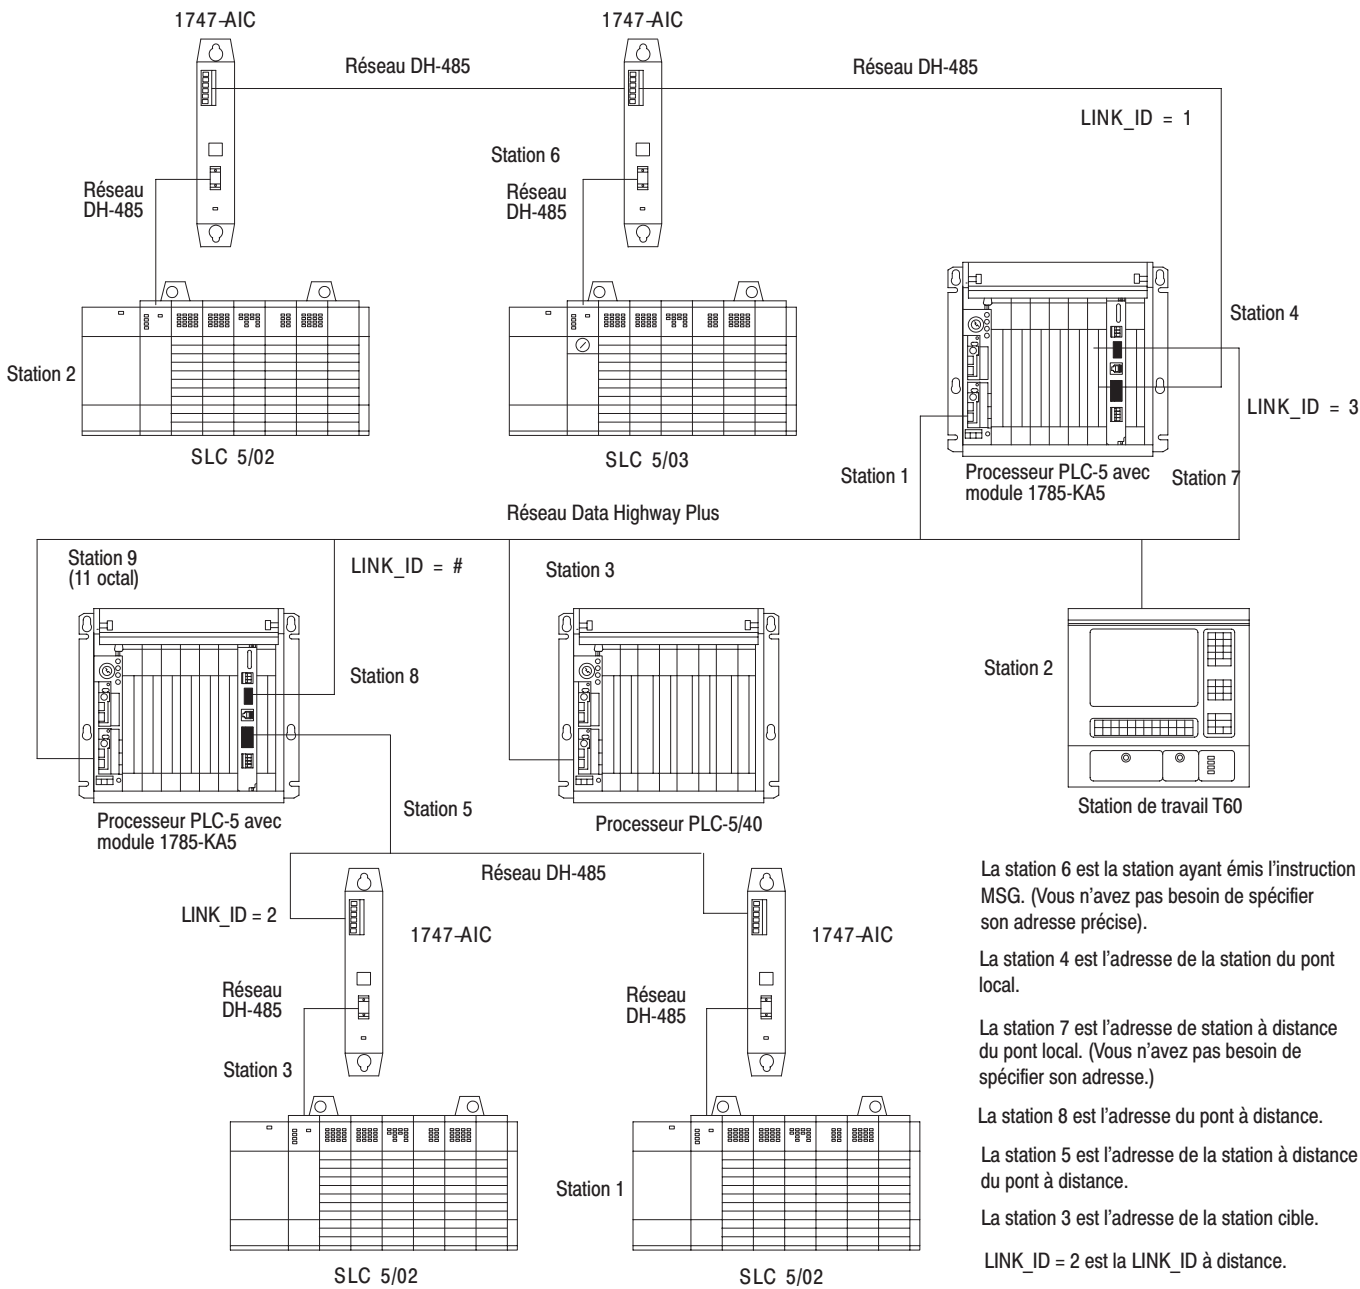 1747-AIC
1747-AIC
Réseau DH-485
Réseau DH-485
LINK_ID = 1
Station 6
Réseau
DH-485
Réseau
DH-485
Station 4
Station 2
LINK_ID = 3
SLC 5/02
SLC 5/03
Station 1
Processeur PLC-5 avec
module 1785-KA5
Station 7
Réseau Data Highway Plus
Station 9
(11 octal)
LINK_ID = #
Station 3
Station 8
Station 2
Station 5
Processeur PLC-5 avec
module 1785-KA5
Processeur PLC-5/40
Station de travail T60
Réseau DH-485
LINK_ID = 2
1747-AIC
1747-AIC
Réseau
DH-485
Réseau
DH-485
Station 3
Station 1
SLC 5/02
SLC 5/02
La station 6 est la station ayant émis l'instruction
MSG. (Vous n'avez pas besoin de spécifier
son adresse précise).
La station 4 est l'adresse de la station du pont
local.
La station 7 est l'adresse de station à distance
du pont local. (Vous n'avez pas besoin de
spécifier son adresse.)
La station 8 est l'adresse du pont à distance.
La station 5 est l'adresse de la station à distance
du pont à distance.
La station 3 est l'adresse de la station cible.
LINK_ID = 2 est la LINK_ID à distance.